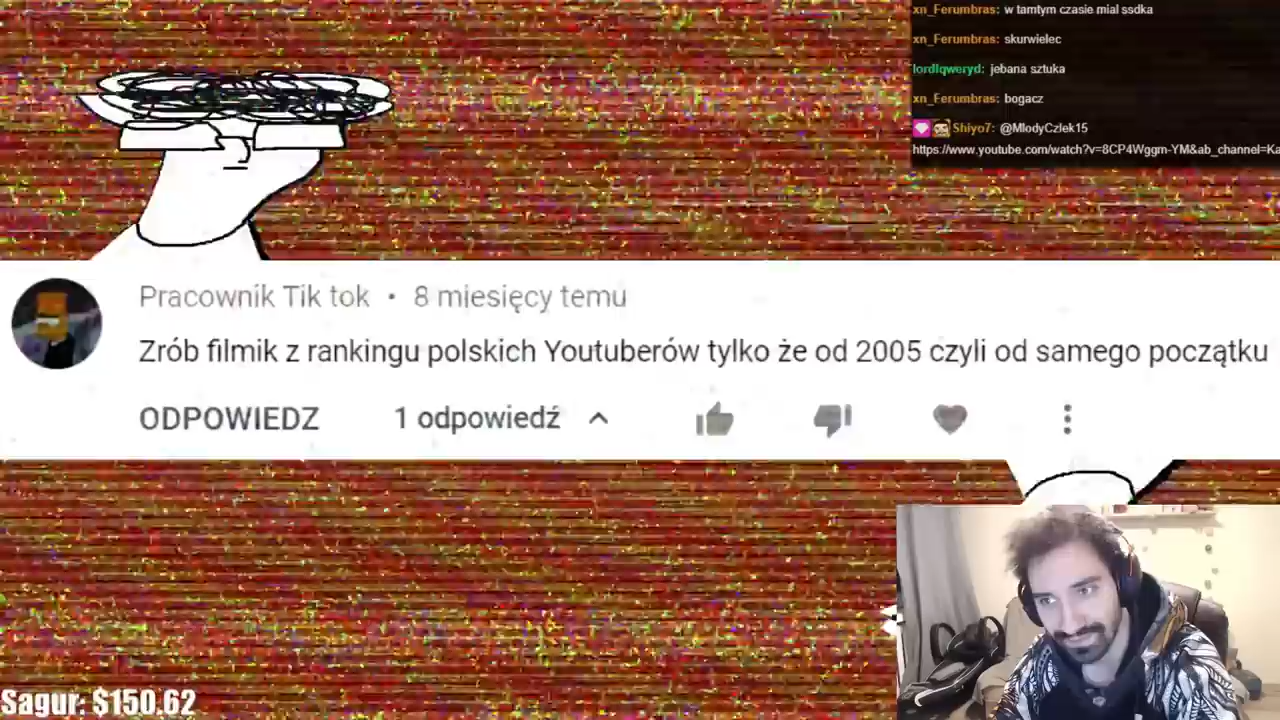 xn_Ferumbras: w tamtym czasie mial ssdka
xn_Ferumbras: skurwielec
lordlqweryd: jebana sztuka
xn_Ferumbras: bogacz
Shiyo7: @MlodyCzlek15
https://www.youtube.com/watch?v=8CP4Wggm-YM&ab_channel=Ka
Pracownik Tik tok • 8 miesięcy temu
Zrób filmik z rankingu polskich Youtuberów tylko że od 2005 czyli od samego początku
ODPOWIEDZ 1 odpowiedź
Sagur: $150.62